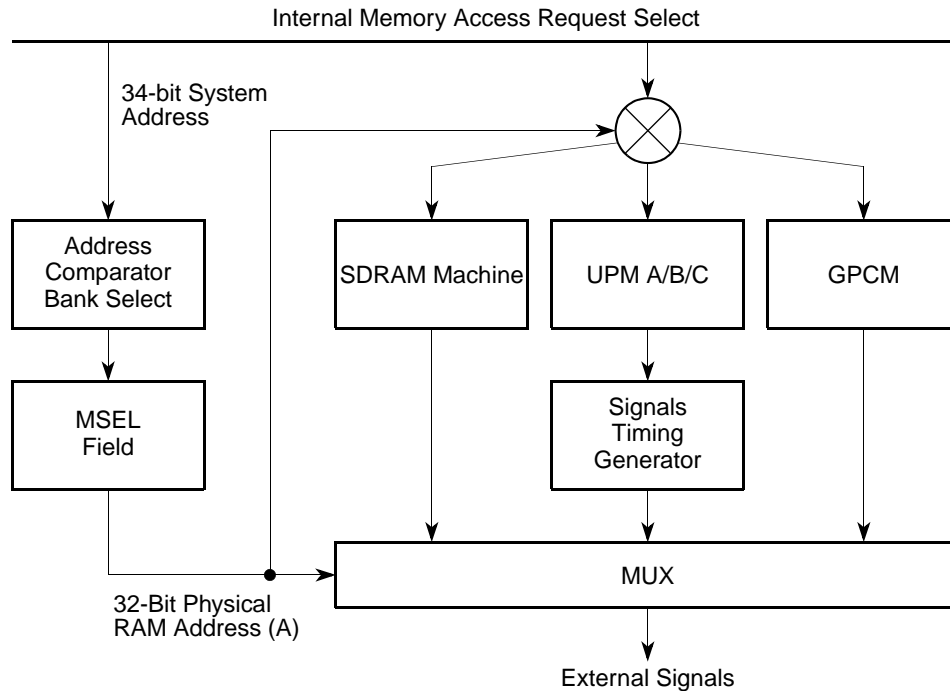 Internal Memory Access Request Select
34-bit System
Address
Address
Comparator
Bank Select
SDRAM Machine
UPM A/B/C
GPCM
MSEL
Field
Signals
Timing
Generator
MUX
32-Bit Physical
RAM Address (A)
External Signals